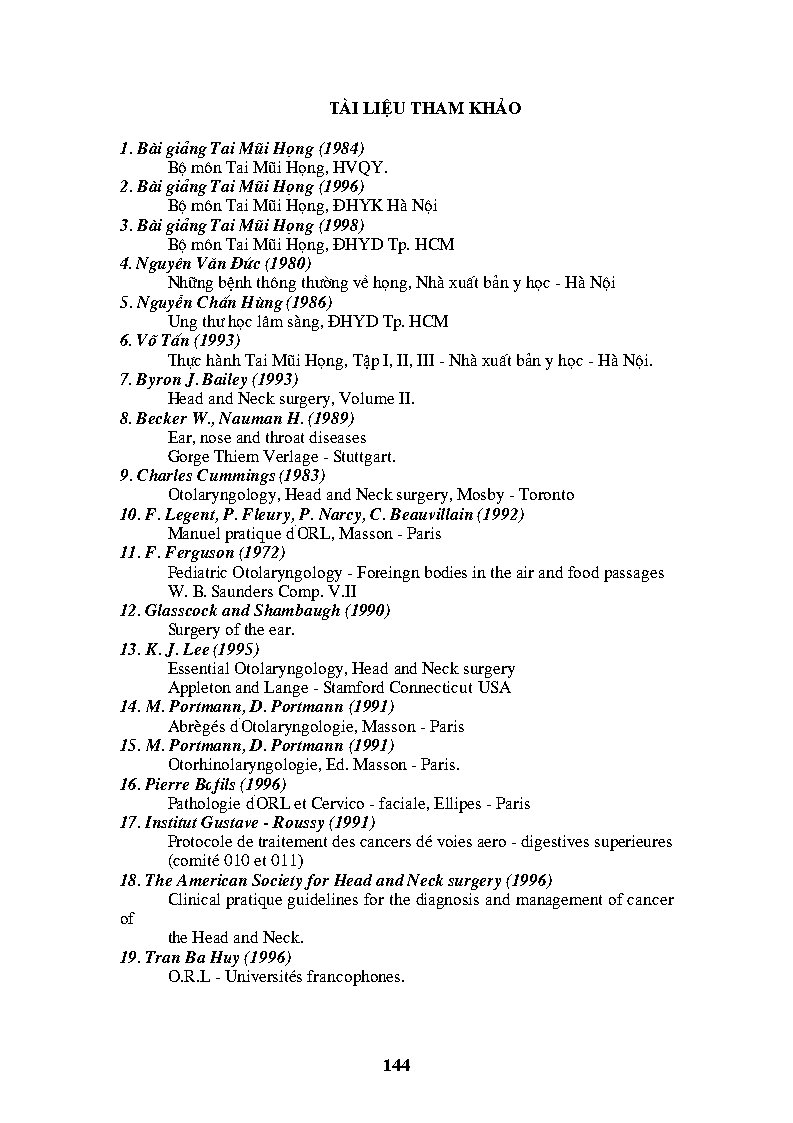 TÀI LIỆU THAM KHẢO
1. Bài giảng Tai Mũi Họng (1984)
Bộ môn Tai Mũi Họng, HVQY.
2. Bài giảng Tai Mũi Họng (1996)
Bộ môn Tai Mũi Họng, ĐHYK Hà Nội
3. Bài giảng Tai Mũi Họng (1998)
Bộ môn Tai Mũi Họng, ĐHYD Tp. HCM
4. Nguyễn Văn Đức (1980)
Những bệnh thông thường về họng, Nhà xuất bản y học - Hà Nội
5. Nguyễn Chấn Hùng (1986)
Ung thư học lâm sàng, ĐHYD Tp. HCM
6. Võ Tấn (1993)
Thực hành Tai Mũi Họng, Tập I, II, III - Nhà xuất bản y học - Hà Nội.
7. Byron J. Bailey (1993)
Head and Neck surgery, Volume II.
8. Becker W., Nauman H. (1989)
Ear, nose and throat diseases
Gorge Thiem Verlage - Stuttgart.
9. Charles Cummings (1983)
Otolaryngology, Head and Neck surgery, Mosby - Toronto
10. F. Legent, P. Fleury, P. Narcy, C. Beauvillain (1992)
Manuel pratique d'ORL, Masson - Paris
11. F. Ferguson (1972)
Pediatric Otolaryngology - Foreingn bodies in the air and food passages
W. B. Saunders Comp. V.II
12. Glasscock and Shambaugh (1990)
Surgery of the ear.
13. K. J. Lee (1995)
Essential Otolaryngology, Head and Neck surgery
Appleton and Lange - Stamford Connecticut USA
14. M. Portmann, D. Portmann (1991)
Abrègés d'Otolaryngologie, Masson - Paris
15. M. Portmann, D. Portmann (1991)
Otorhinolaryngologie, Ed. Masson - Paris.
16. Pierre Bofils (1996)
Pathologie d'ORL et Cervico - faciale, Ellipes - Paris
17. Institut Gustave - Roussy (1991)
Protocole de traitement des cancers dé voies aero - digestives superieures
(comité 010 et 011)
18. The American Society for Head and Neck surgery (1996)
Clinical pratique guidelines for the diagnosis and management of cancer
of
the Head and Neck.
19. Tran Ba Huy (1996)
O.R.L - Universités francophones.
144